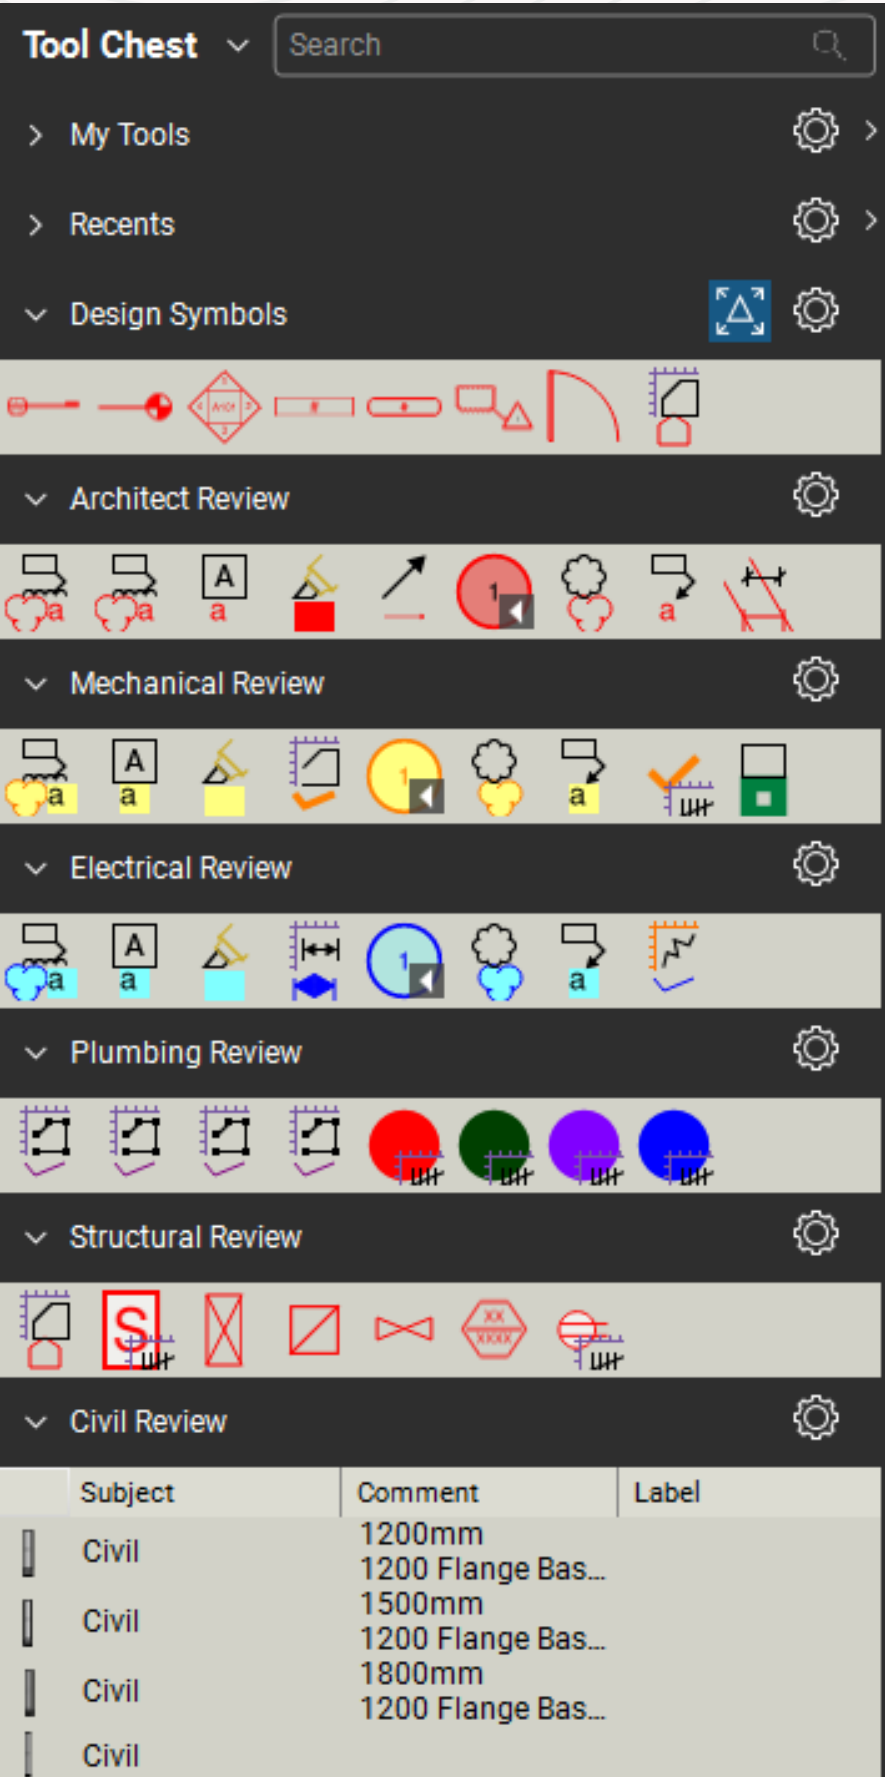 Tool Chest
Search
My Tools
Recents
Design Symbols
Architect Review
a a A a 1 a
Mechanical Review
a A a 1 a
Electrical Review
a A a 1 a
Plumbing Review
Structural Review
S XX
XXXX
Civil Review
Subject Comment Label
Civil 1200mm
1200 Flange Bas...
Civil 1500mm
1200 Flange Bas...
Civil 1800mm
1200 Flange Bas...
Civil